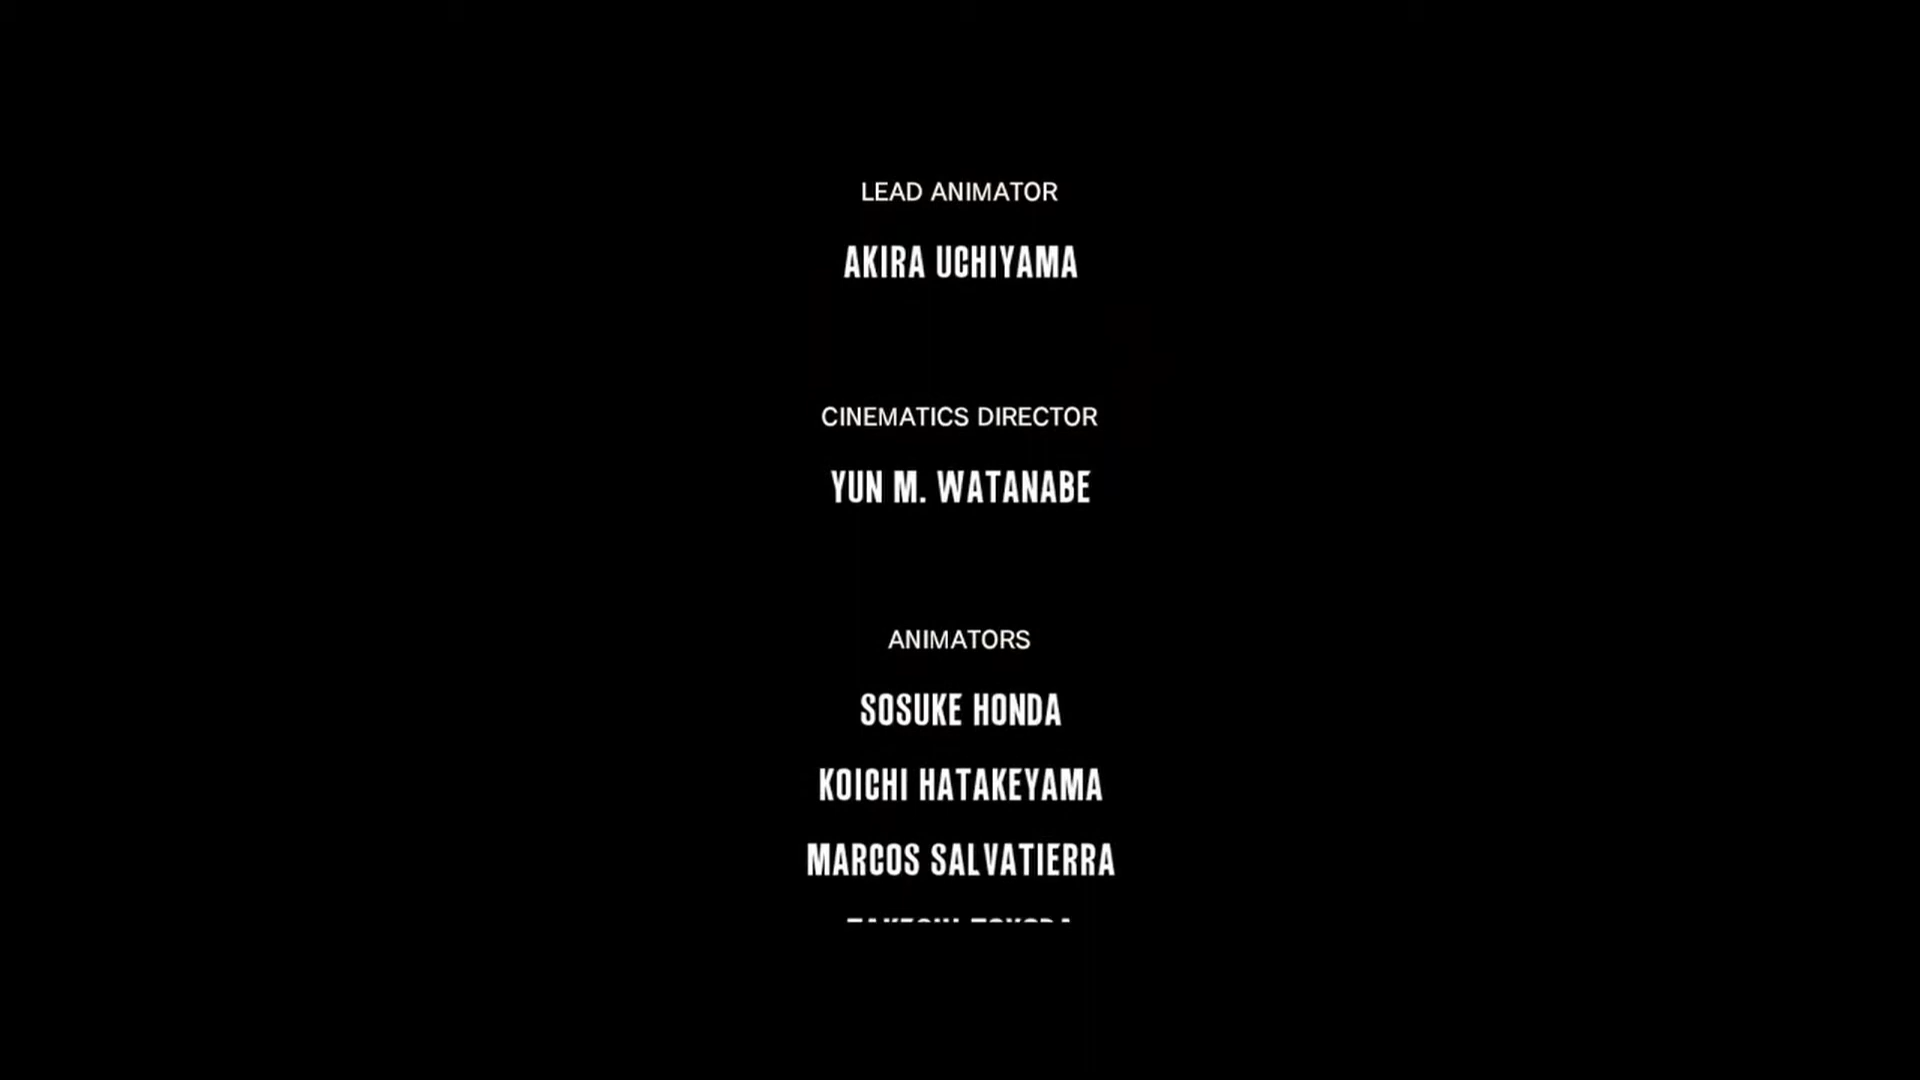 LEAD ANIMATOR
AKIRA UCHIYAMA
CINEMATICS DIRECTOR
YUN M. WATANABE
ANIMATORS
SOSUKE HONDA
KOICHI HATAKEYAMA
MARCOS SALVATIERRA